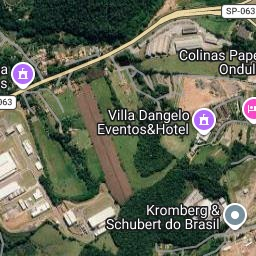 SP-063
Colinas Pape
Ondul
a
s
063
Villa Dangelo
Eventos&Hotel
Kromberg &
Schubert do Brasil